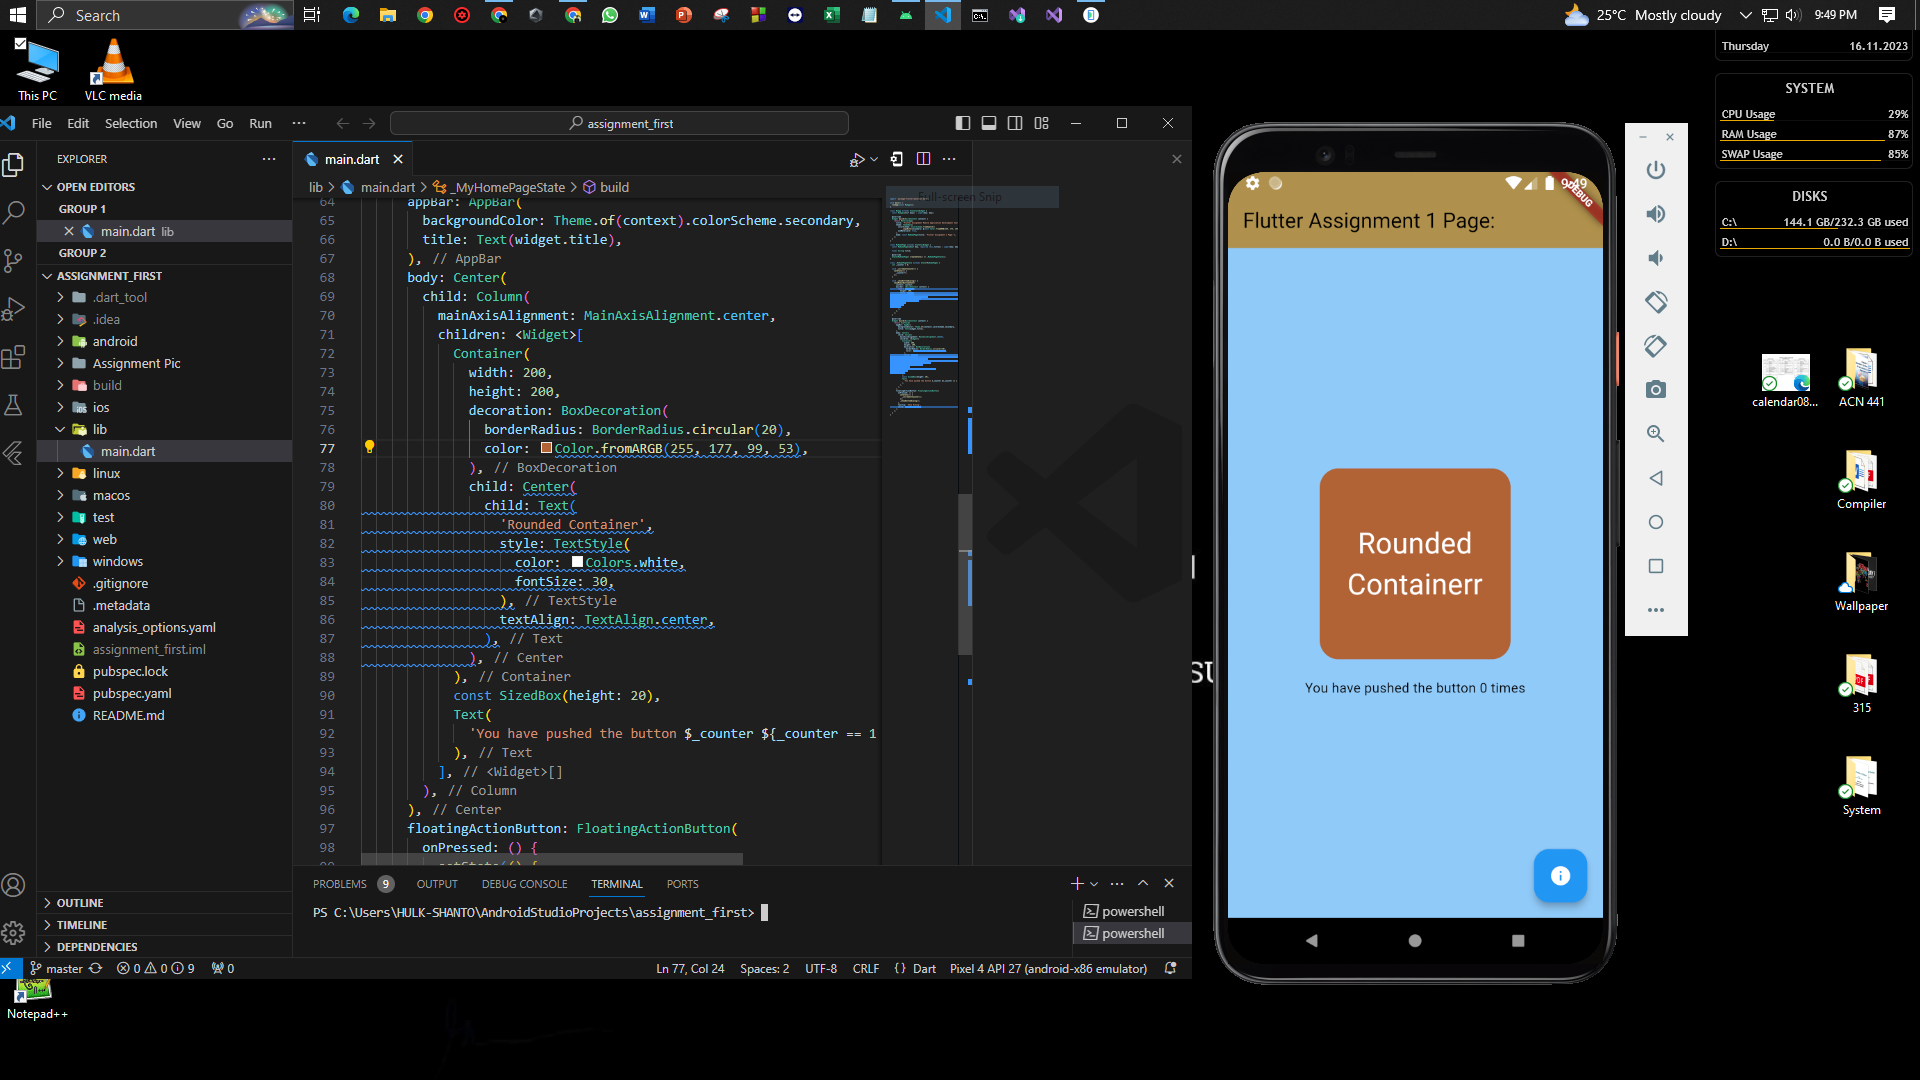 Search
25°C Mostly cloudy
9:49 PM
This PC
VLC media
Thursday 16.11.2023
SYSTEM
CPU Usage 29%
RAM Usage 87%
SWAP Usage 85%
DISKS
C:\ 144.1 GB/232.3 GB used
D:\ 0.0 B/0.0 B used
File Edit Selection View Go Run
assignment_first
EXPLORER
OPEN EDITORS
GROUP 1
main.dart lib
GROUP 2
ASSIGNMENT_FIRST
.dart_tool
.idea
android
Assignment Pic
build
ios
lib
main.dart
linux
macos
test
web
windows
.gitignore
.metadata
analysis_options.yaml
assignment_first.iml
pubspec.lock
pubspec.yaml
README.md
OUTLINE
TIMELINE
DEPENDENCIES
main.dart
lib > main.dart > _MyHomePageState > build
Full-screen Snip
64 appBar: AppBar(
65 backgroundColor: Theme.of(context).colorScheme.secondary,
66 title: Text(widget.title),
67 ), // AppBar
68 body: Center(
69 child: Column(
70 mainAxisAlignment: MainAxisAlignment.center,
71 children: <Widget>[
72 Container(
73 width: 200,
74 height: 200,
75 decoration: BoxDecoration(
76 borderRadius: BorderRadius.circular(20),
77 color: Color.fromARGB(255, 177, 99, 53),
78 ), // BoxDecoration
79 child: Center(
80 child: Text(
81 'Rounded Container',
82 style: TextStyle(
83 color: Colors.white,
84 fontSize: 30,
85 ), // TextStyle
86 textAlign: TextAlign.center,
87 ), // Text
88 ), // Center
89 ), // Container
90 const SizedBox(height: 20),
91 Text(
92 'You have pushed the button $_counter ${_counter == 1
93 ), // Text
94 ], // <Widget>[]
95 ), // Column
96 ), // Center
97 floatingActionButton: FloatingActionButton(
98 onPressed: () {
PROBLEMS 9 OUTPUT DEBUG CONSOLE TERMINAL PORTS
PS C:\Users\HULK-SHANTO\AndroidStudioProjects\assignment_first>
powershell
powershell
master 0 0 9 0
Ln 77, Col 24 Spaces: 2 UTF-8 CRLF {} Dart Pixel 4 API 27 (android-x86 emulator)
9:49
DEBUG
Flutter Assignment 1 Page:
Rounded
Containerr
You have pushed the button 0 times
calendar08...
ACN 441
Compiler
Wallpaper
315
System
Notepad++